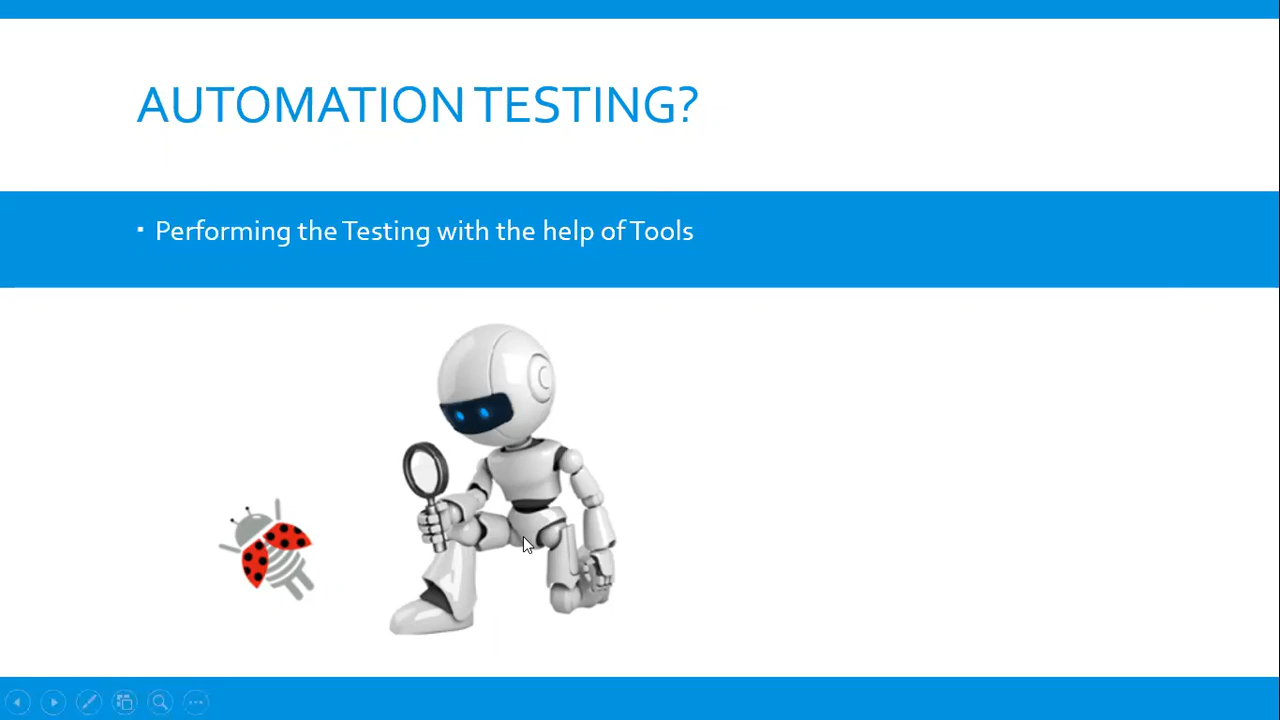 AUTOMATION TESTING?
▪ Performing the Testing with the help of Tools